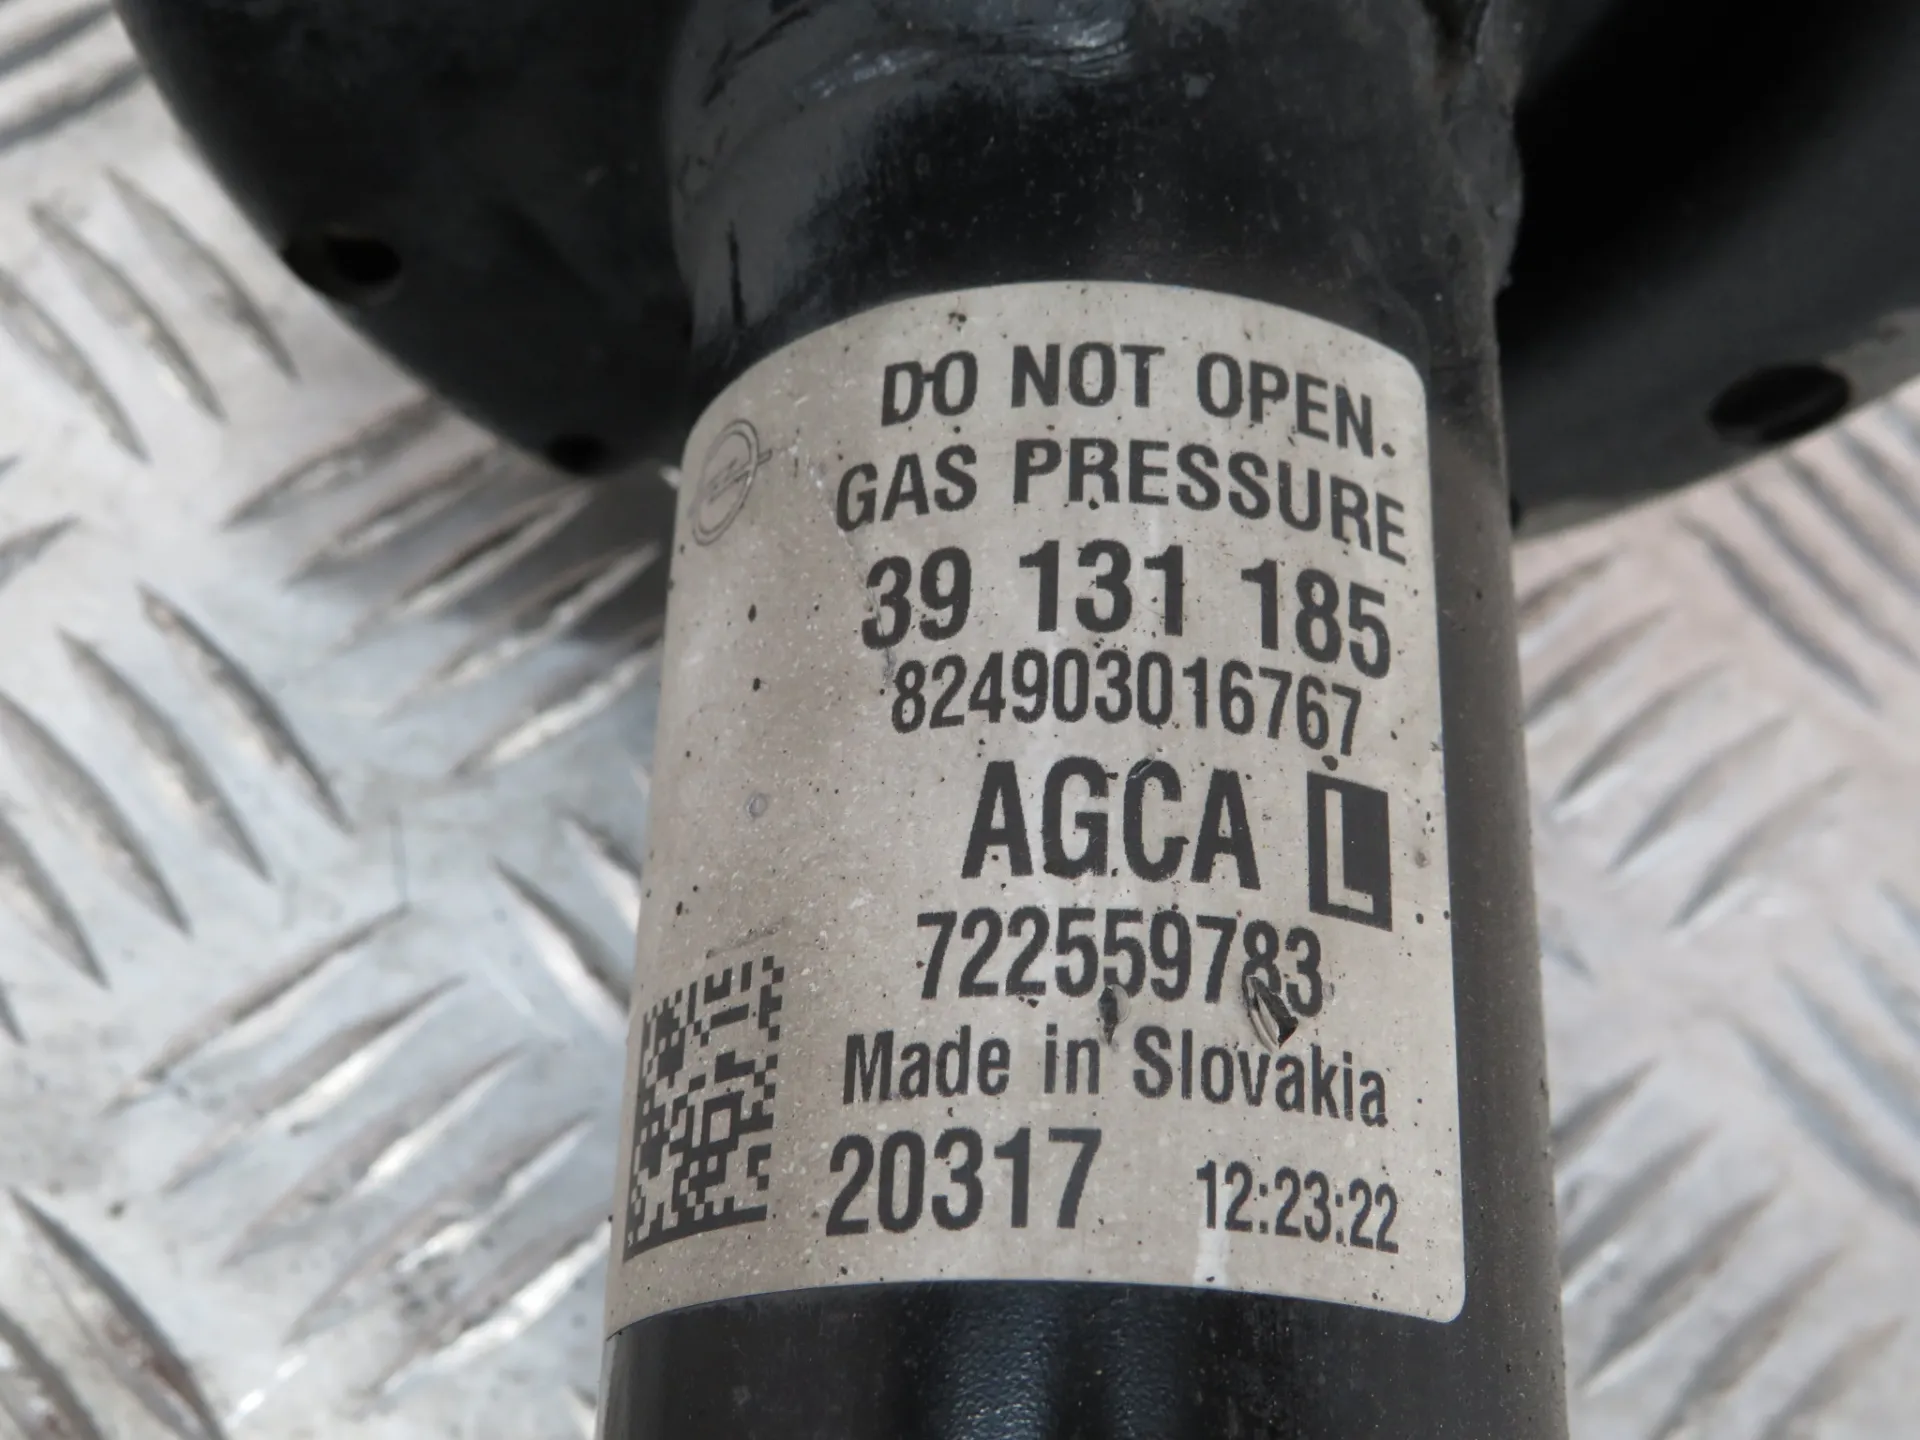 DO NOT OPEN.
GAS PRESSURE
39 131 185
824903016767
AGCA L
722559783
Made in Slovakia
20317 12:23:22